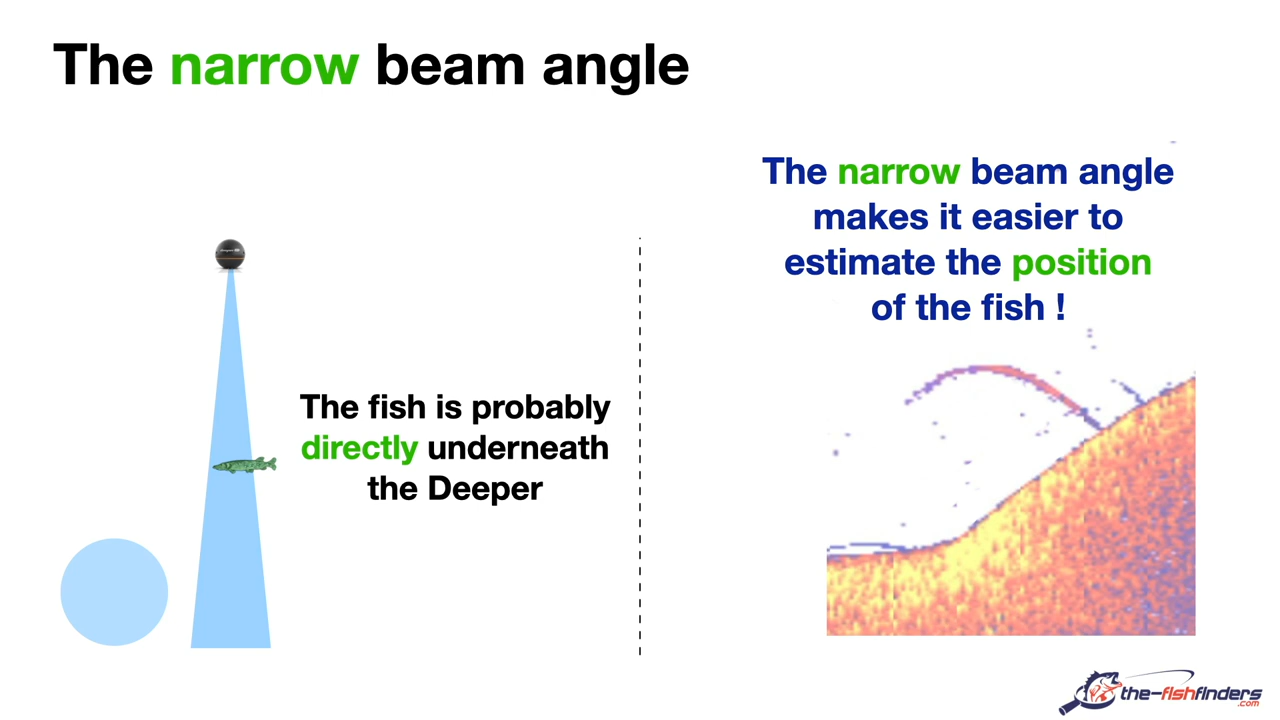 The narrow beam angle
The narrow beam angle
makes it easier to
estimate the position
of the fish !
The fish is probably
directly underneath
the Deeper
the-fishfinders
.com